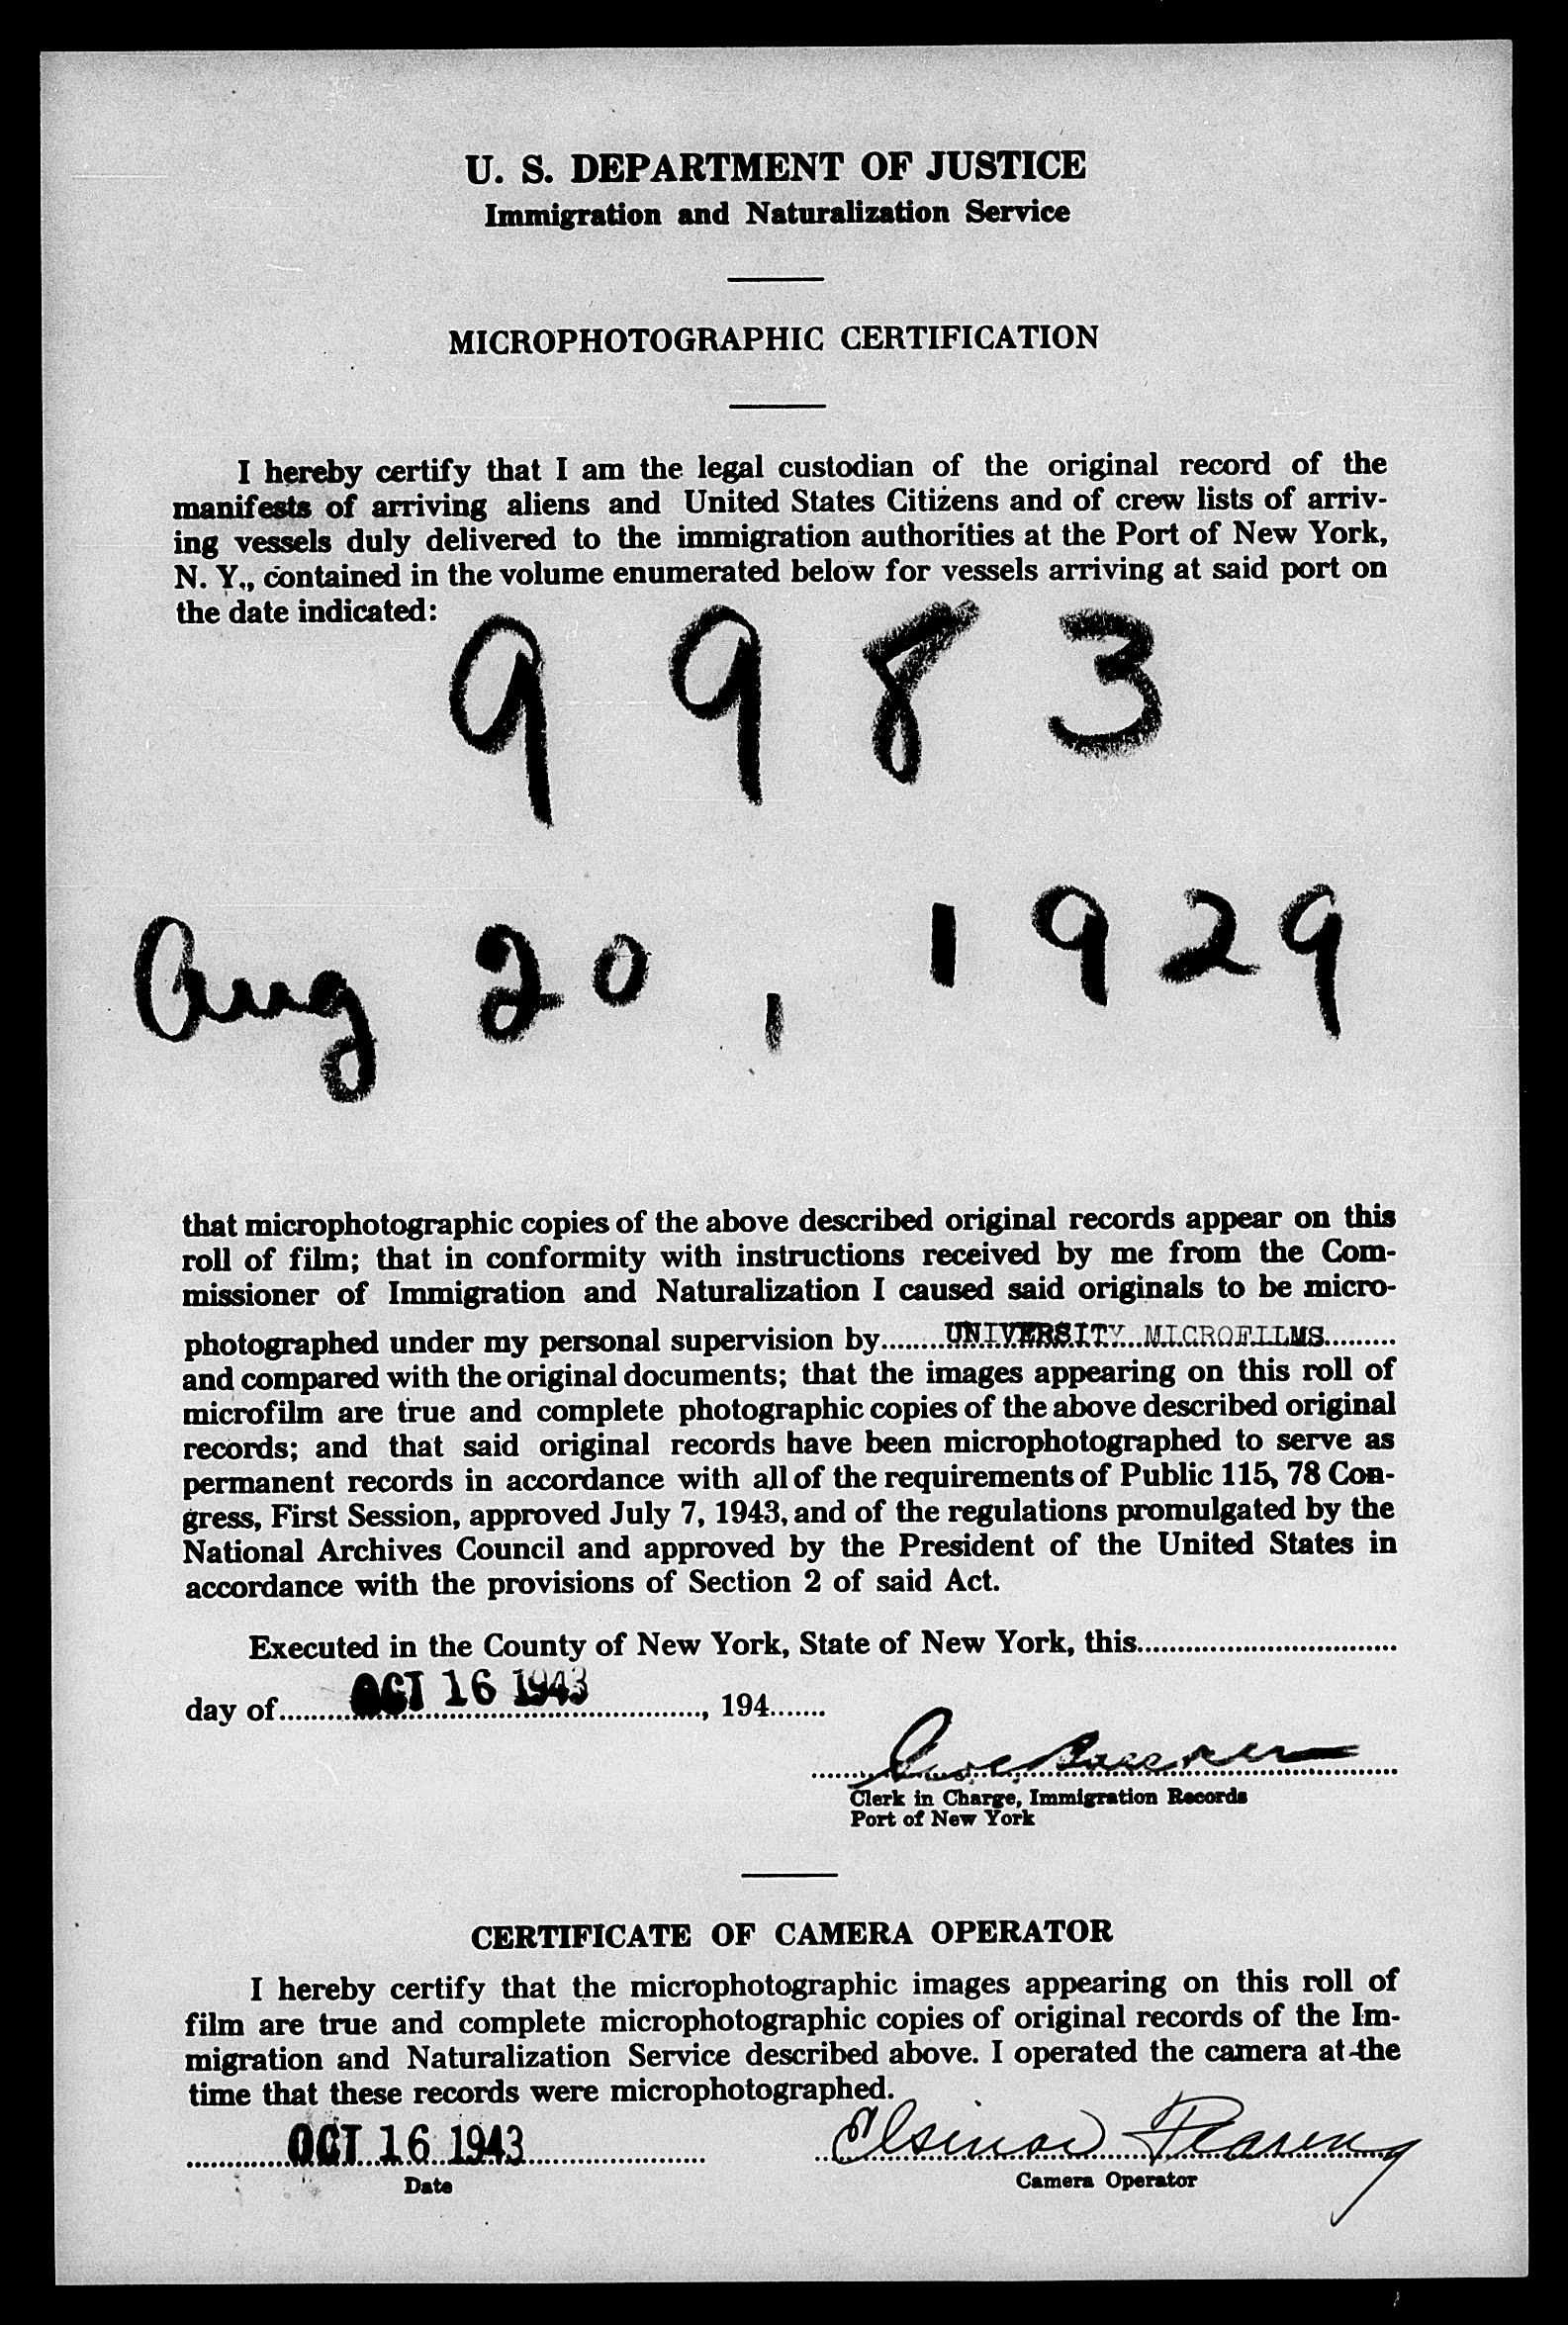 U. S. DEPARTMENT OF JUSTICE
Immigration and Naturalization Service
MICROPHOTOGRAPHIC CERTIFICATION
I hereby certify that I am the legal custodian of the original record of the
manifests of arriving aliens and United States Citizens and of crew lists of arriv-
ing vessels duly delivered to the immigration authorities at the Port of New York,
N. Y., contained in the volume enumerated below for vessels arriving at said port on
the date indicated:
9983
Aug 20, 1929
that microphotographic copies of the above described original records appear on this
roll of film; that in conformity with instructions received by me from the Com-
missioner of Immigration and Naturalization I caused said originals to be micro-
photographed under my personal supervision by UNIVERSITY MICROFILMS
and compared with the original documents; that the images appearing on this roll of
microfilm are true and complete photographic copies of the above described original
records; and that said original records have been microphotographed to serve as
permanent records in accordance with all of the requirements of Public 115, 78 Con-
gress, First Session, approved July 7, 1943, and of the regulations promulgated by the
National Archives Council and approved by the President of the United States in
accordance with the provisions of Section 2 of said Act.
Executed in the County of New York, State of New York, this
day of OCT 16 1943, 194
Clerk in Charge, Immigration Records
Port of New York
CERTIFICATE OF CAMERA OPERATOR
I hereby certify that the microphotographic images appearing on this roll of
film are true and complete microphotographic copies of original records of the Im-
migration and Naturalization Service described above. I operated the camera at the
time that these records were microphotographed.
OCT 16 1943
Date
Camera Operator